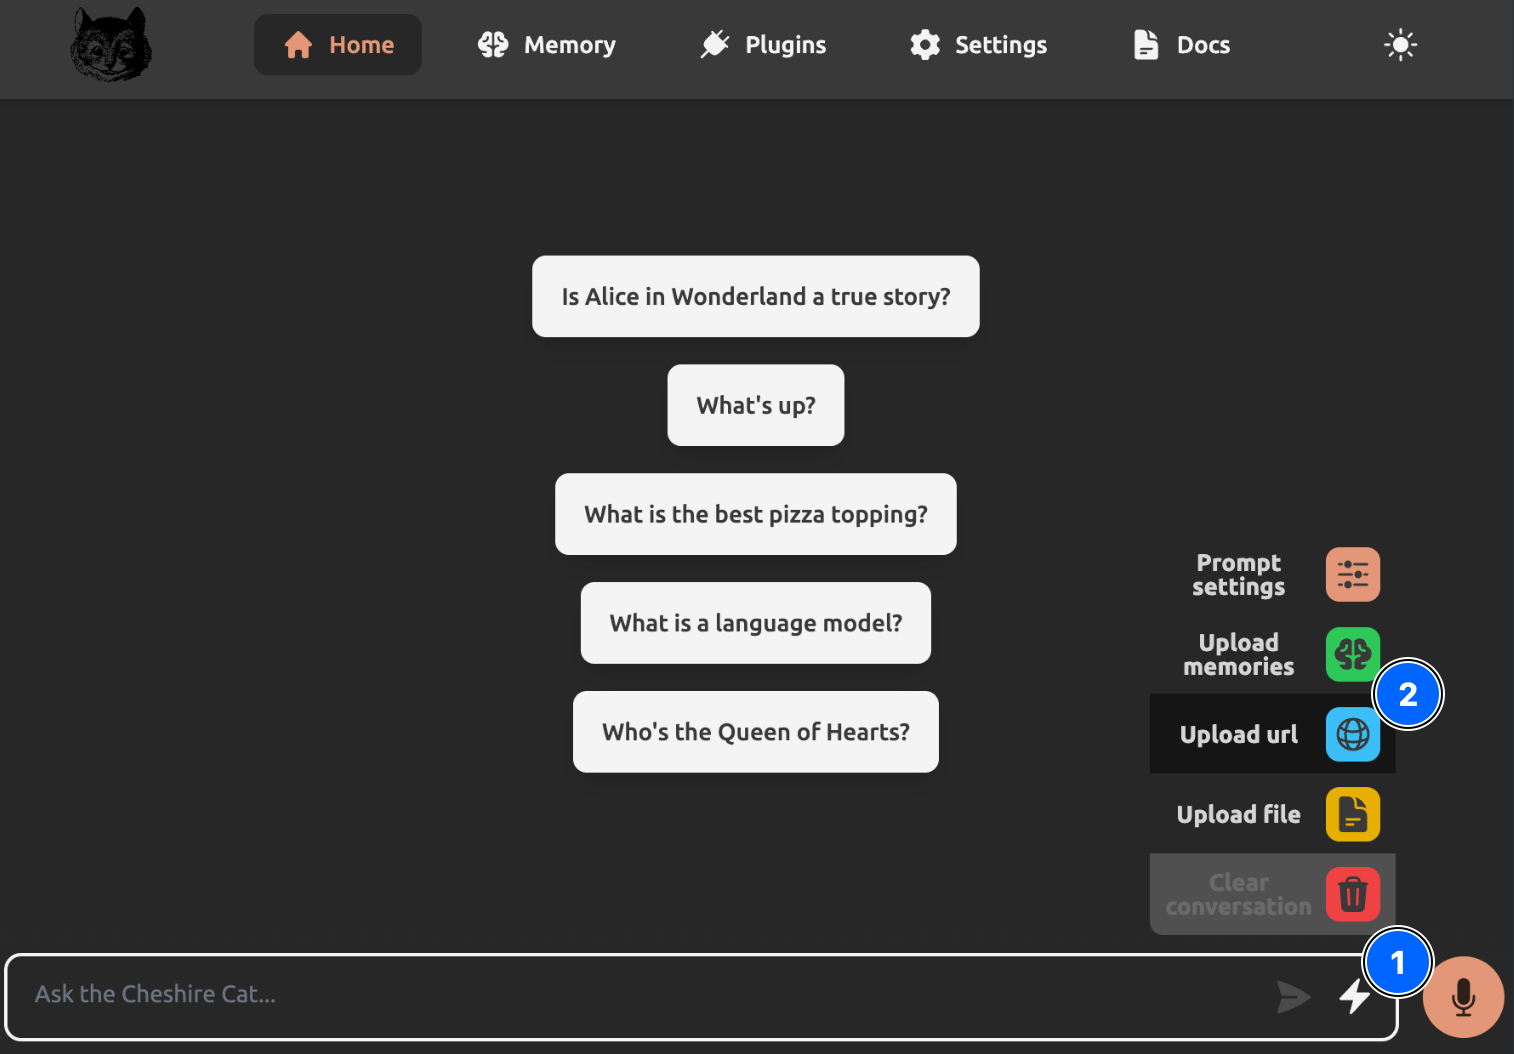 Home
Memory
Plugins
Settings
Docs
Is Alice in Wonderland a true story?
What's up?
What is the best pizza topping?
What is a language model?
Who's the Queen of Hearts?
Prompt
settings
Upload
memories
2
Upload url
Upload file
Clear
conversation
1
Ask the Cheshire Cat...